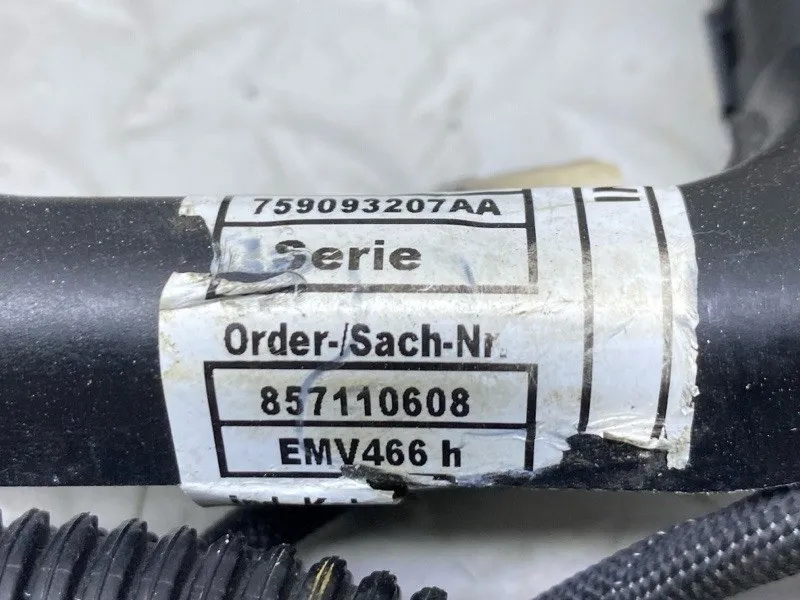 759093207AA
Serie
Order-/Sach-Nr.
857110608
EMV466 h